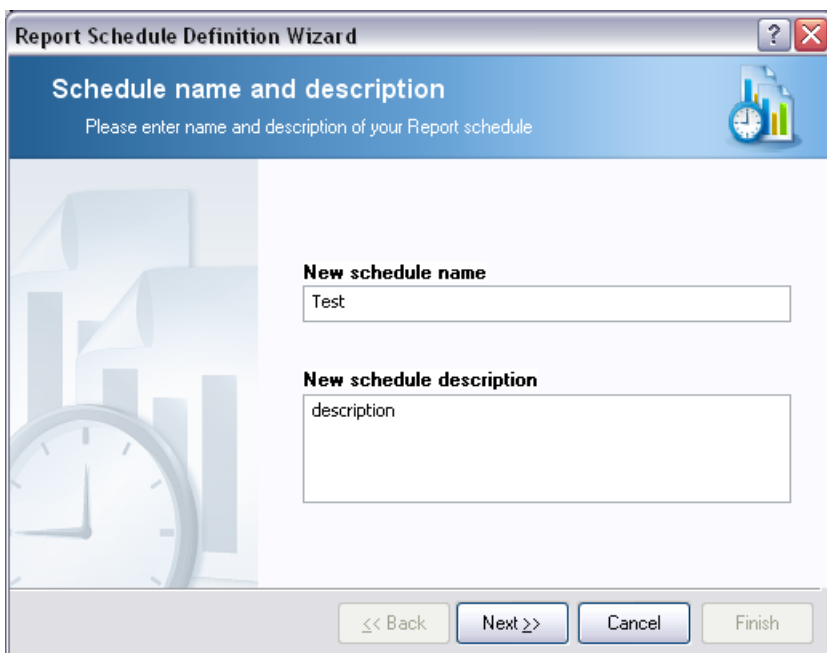 Report Schedule Definition Wizard
?
Schedule name and description
Please enter name and description of your Report schedule
New schedule name
Test
New schedule description
description
<< Back Next >> Cancel Finish